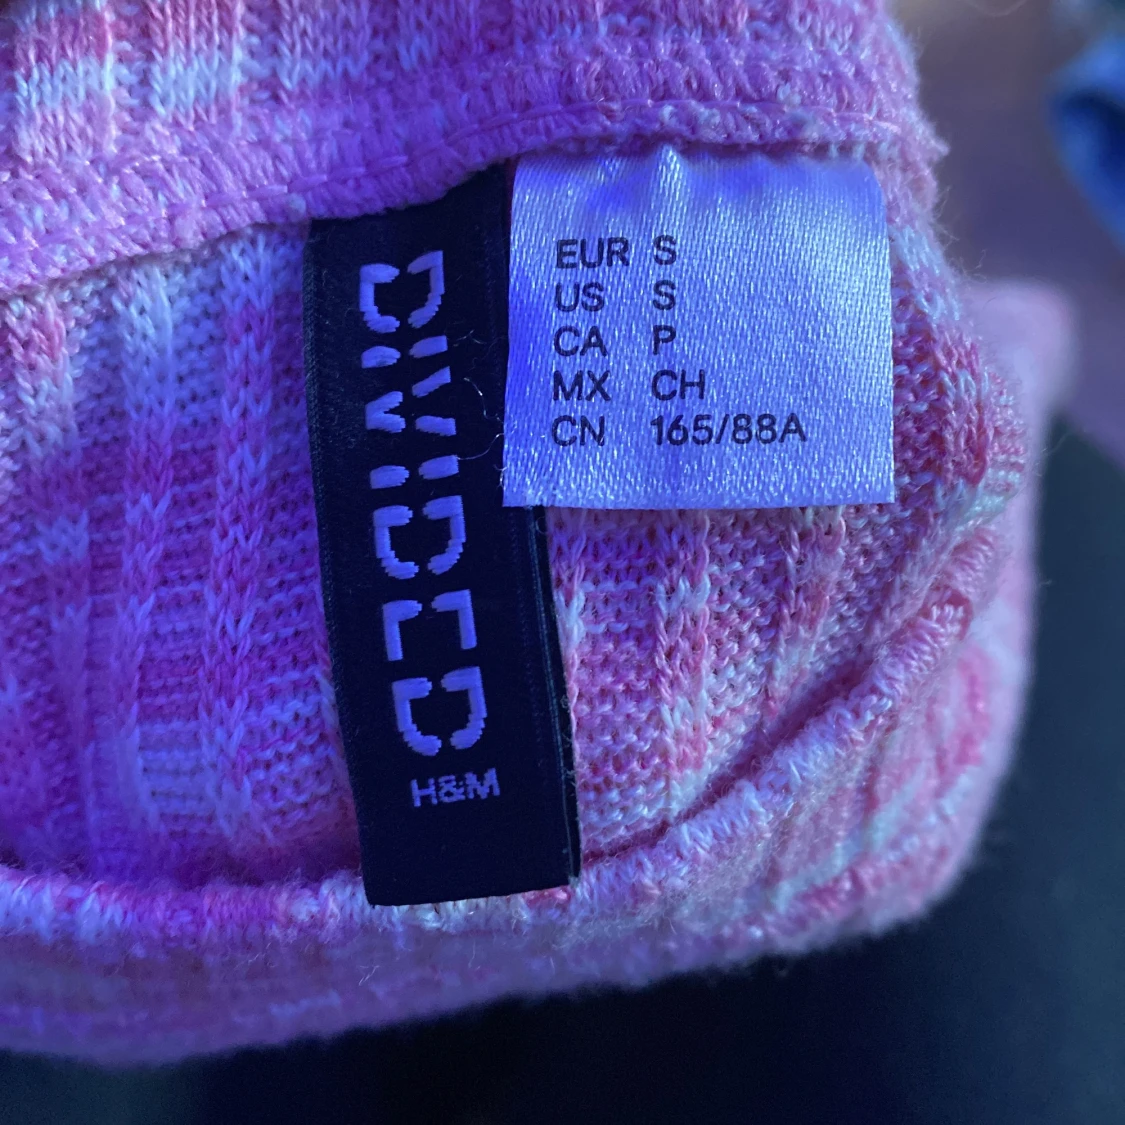 DIVIDED
H&M
EUR S
US S
CA P
MX CH
CN 165/88A